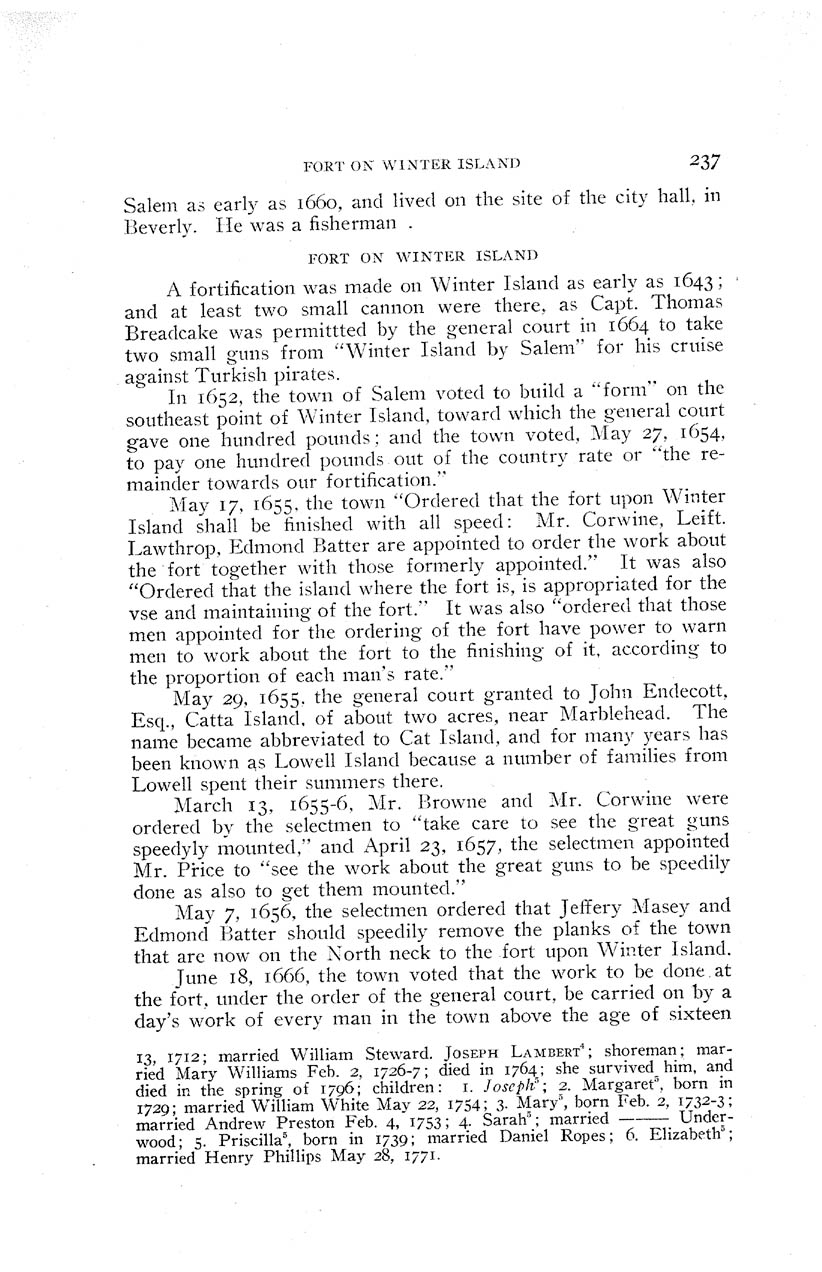 FORT ON WINTER ISLAND 237
Salem as early as 1660, and lived on the site of the city hall, in
Beverly. He was a fisherman .
FORT ON WINTER ISLAND
A fortification was made on Winter Island as early as 1643;
and at least two small cannon were there, as Capt. Thomas
Breadcake was permittted by the general court in 1664 to take
two small guns from “Winter Island by Salem” for his cruise
against Turkish pirates.
In 1652, the town of Salem voted to build a “form” on the
southeast point of Winter Island, toward which the general court
gave one hundred pounds; and the town voted, May 27, 1654,
to pay one hundred pounds out of the country rate or “the re-
mainder towards our fortification.”
May 17, 1655, the town “Ordered that the fort upon Winter
Island shall be finished with all speed: Mr. Corwine, Leift.
Lawthrop, Edmond Batter are appointed to order the work about
the fort together with those formerly appointed.” It was also
“Ordered that the island where the fort is, is appropriated for the
vse and maintaining of the fort.” It was also “ordered that those
men appointed for the ordering of the fort have power to warn
men to work about the fort to the finishing of it, according to
the proportion of each man's rate.”
May 29, 1655, the general court granted to John Endecott,
Esq., Catta Island, of about two acres, near Marblehead. The
name became abbreviated to Cat Island, and for many years has
been known as Lowell Island because a number of families from
Lowell spent their summers there.
March 13, 1655-6, Mr. Browne and Mr. Corwine were
ordered by the selectmen to “take care to see the great guns
speedyly mounted,” and April 23, 1657, the selectmen appointed
Mr. Price to “see the work about the great guns to be speedily
done as also to get them mounted.”
May 7, 1656, the selectmen ordered that Jeffery Masey and
Edmond Batter should speedily remove the planks of the town
that are now on the North neck to the fort upon Winter Island.
June 18, 1666, the town voted that the work to be done at
the fort, under the order of the general court, be carried on by a
day's work of every man in the town above the age of sixteen
13, 1712; married William Steward. JOSEPH LAMBERT⁴; shoreman; mar-
ried Mary Williams Feb. 2, 1726-7; died in 1764; she survived him, and
died in the spring of 1796; children: 1. Joseph⁵; 2. Margaret⁵, born in
1729; married William White May 22, 1754; 3. Mary⁵, born Feb. 2, 1732-3;
married Andrew Preston Feb. 4, 1753; 4. Sarah⁵; married ——— Under-
wood; 5. Priscilla⁵, born in 1739; married Daniel Ropes; 6. Elizabeth⁵;
married Henry Phillips May 28, 1771.